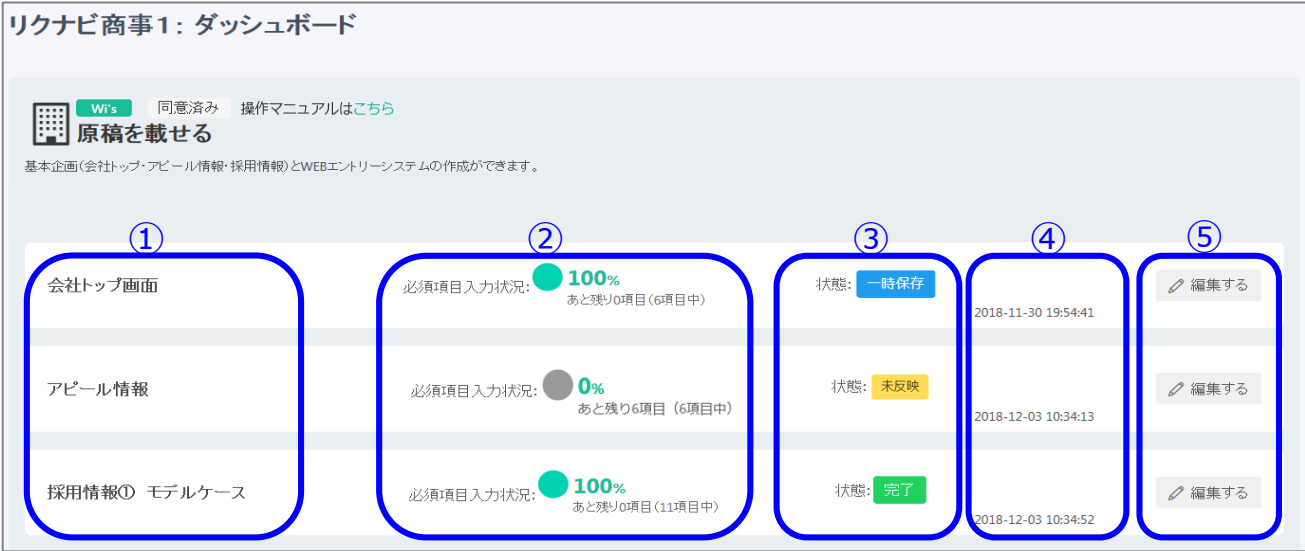 リクナビ商事1: ダッシュボード
Wi's 同意済み 操作マニュアルはこちら
原稿を載せる
基本企画(会社トップ・アピール情報・採用情報)とWEBエントリーシステムの作成ができます。
① ② ③ ④ ⑤
会社トップ画面 必須項目入力状況: 100% 状態: 一時保存 編集する
あと残り0項目(6項目中)
2018-11-30 19:54:41
アピール情報 必須項目入力状況: 0% 状態: 未反映 編集する
あと残り6項目 (6項目中)
2018-12-03 10:34:13
採用情報① モデルケース 必須項目入力状況: 100% 状態: 完了 編集する
あと残り0項目(11項目中)
2018-12-03 10:34:52